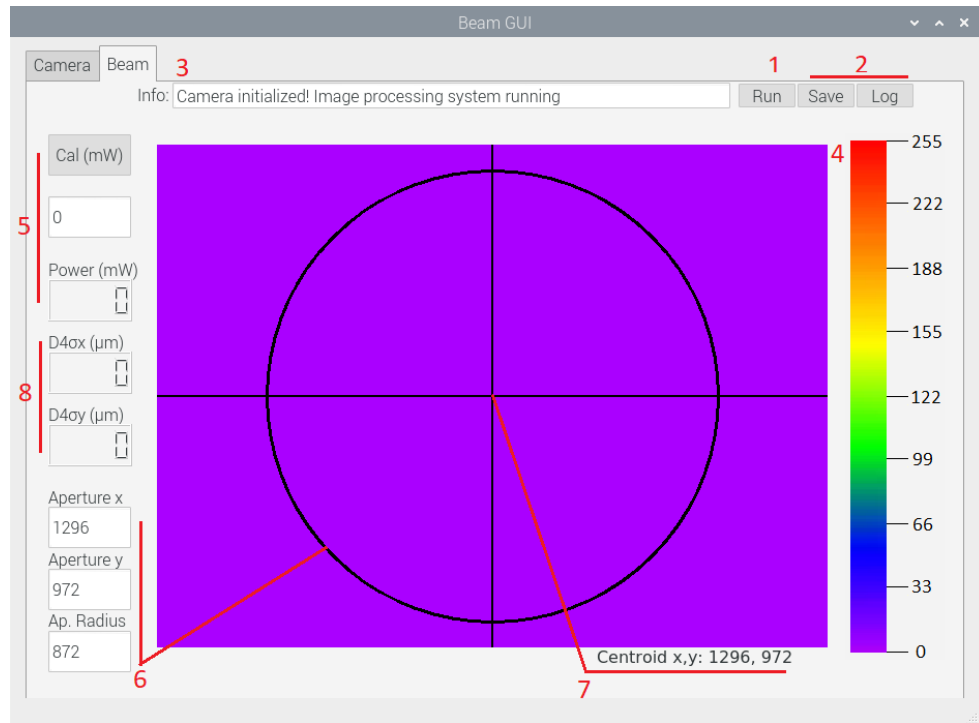 Beam GUI
Camera Beam 3 1 2
Info: Camera initialized! Image processing system running Run Save Log
4 255
Cal (mW)
222
0
5
188
Power (mW)
0
155
D4σx (µm)
0
8 122
D4σy (µm)
0
99
Aperture x
1296 66
Aperture y
972 33
Ap. Radius
872 0
Centroid x,y: 1296, 972
6 7